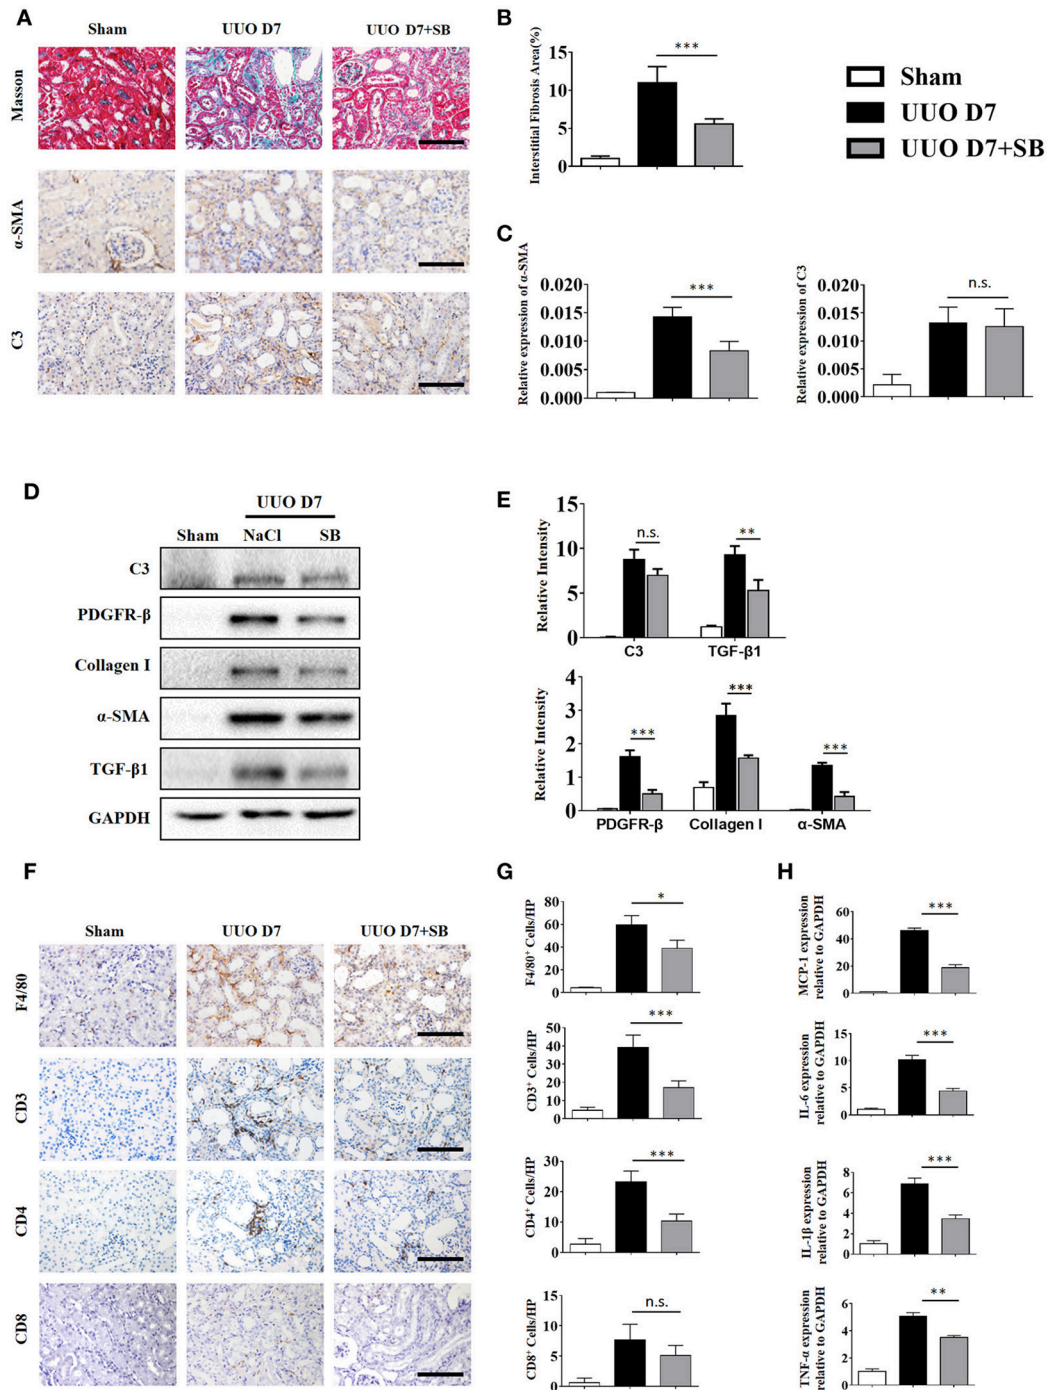 A
Sham
UUO D7
UUO D7+SB
Masson
α-SMA
C3
B
Interstitial Fibrosis Area(%)
15
10
5
0
***
Sham
UUO D7
UUO D7+SB
C
Relative expression of α-SMA
0.020
0.015
0.010
0.005
0.000
***
Relative expression of C3
0.020
0.015
0.010
0.005
0.000
n.s.
D
UUO D7
Sham
NaCl
SB
C3
PDGFR-β
Collagen I
α-SMA
TGF-β1
GAPDH
E
Relative Intensity
15
10
5
0
n.s.
**
C3
TGF-β1
Relative Intensity
4
3
2
1
0
***
***
***
PDGFR-β
Collagen I
α-SMA
F
Sham
UUO D7
UUO D7+SB
F4/80
CD3
CD4
CD8
G
F4/80⁺ Cells/HP
80
60
40
20
0
*
CD3⁺ Cells/HP
50
40
30
20
10
0
***
CD4⁺ Cells/HP
30
20
10
0
***
CD8⁺ Cells/HP
15
10
5
0
n.s.
H
MCP-1 expression
relative to GAPDH
60
40
20
0
***
IL-6 expression
relative to GAPDH
15
10
5
0
***
IL-1β expression
relative to GAPDH
8
6
4
2
0
***
TNF-α expression
relative to GAPDH
6
4
2
0
**